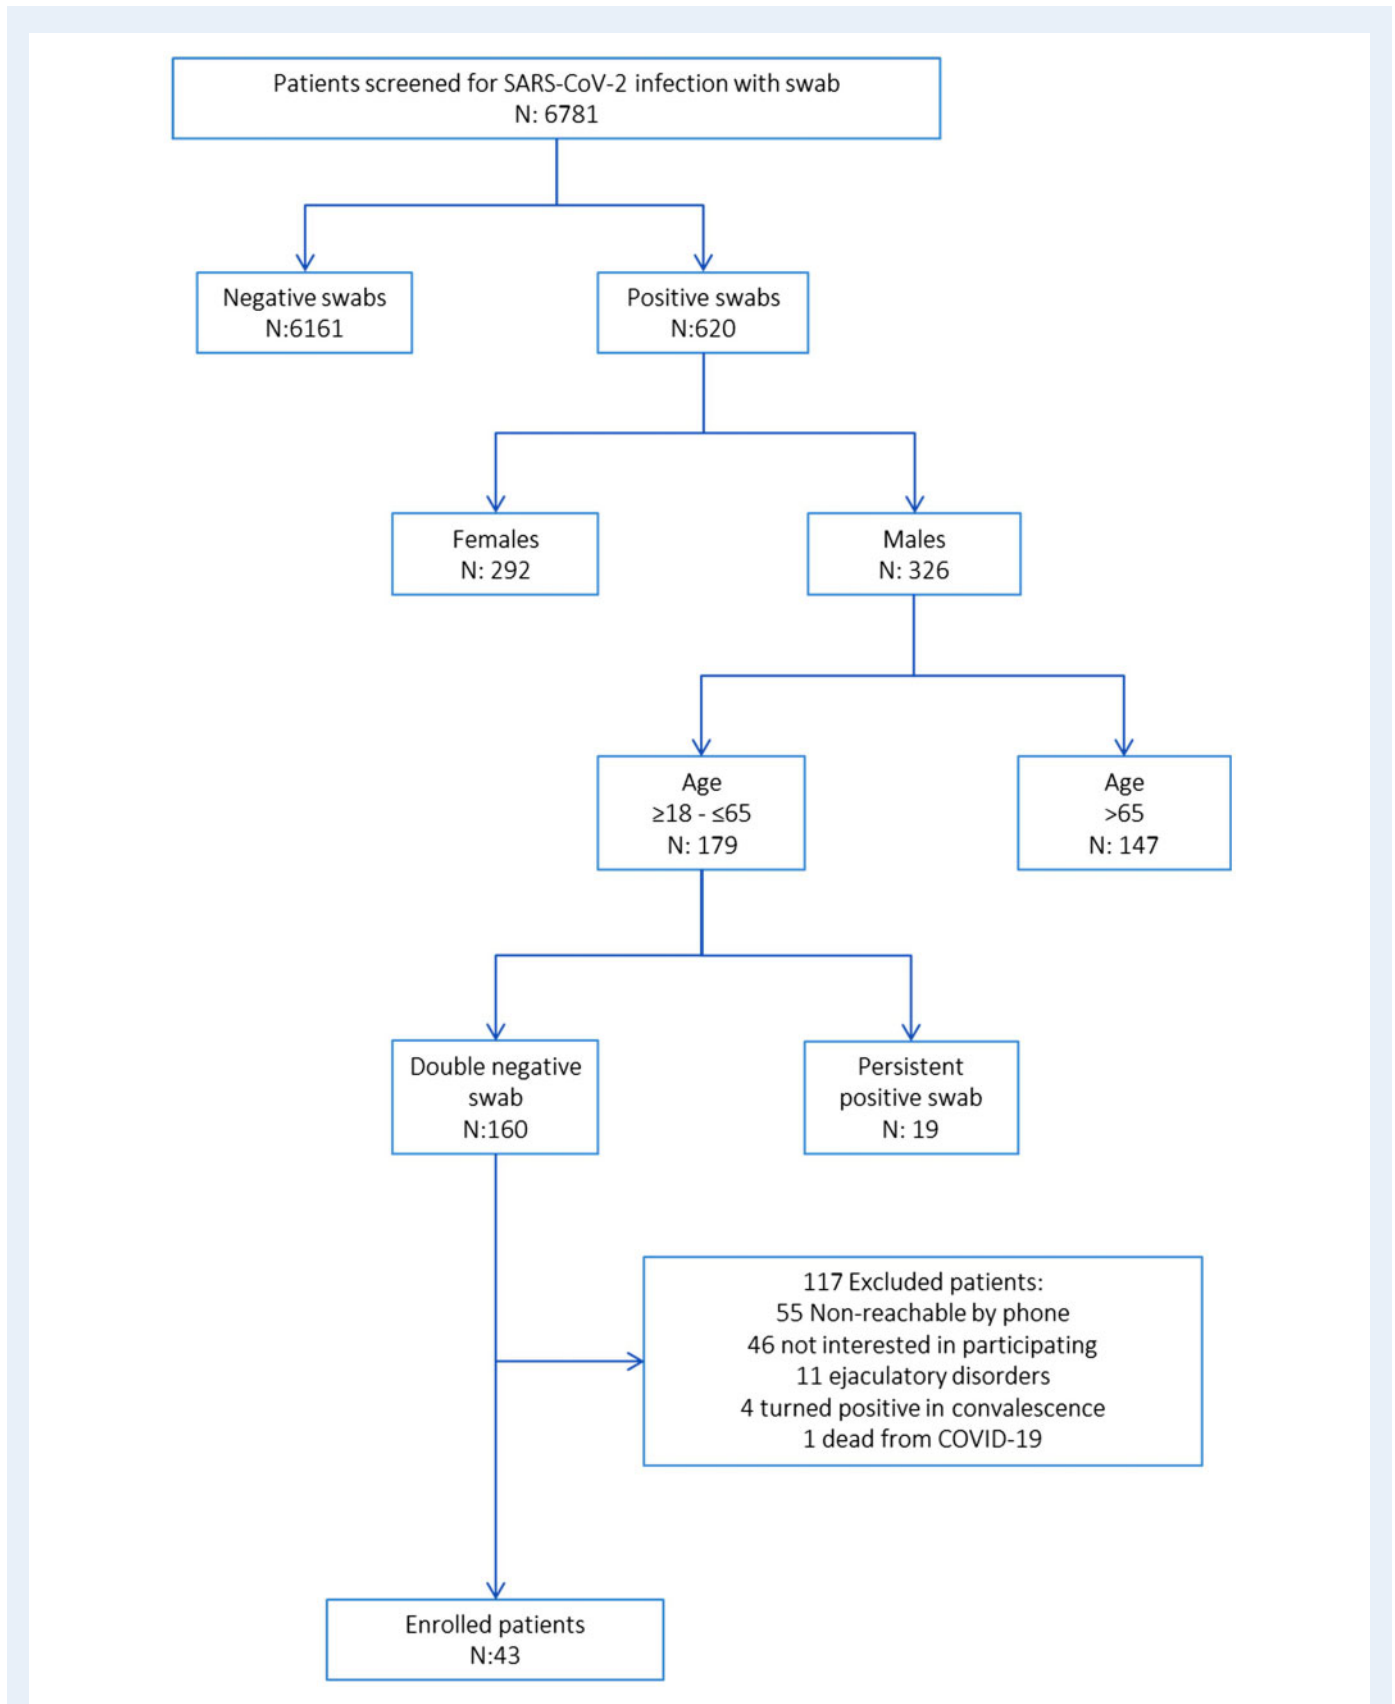 Patients screened for SARS-CoV-2 infection with swab
N: 6781
Negative swabs
N:6161
Positive swabs
N:620
Females
N: 292
Males
N: 326
Age
≥18 - ≤65
N: 179
Age
>65
N: 147
Double negative
swab
N:160
Persistent
positive swab
N: 19
117 Excluded patients:
55 Non-reachable by phone
46 not interested in participating
11 ejaculatory disorders
4 turned positive in convalescence
1 dead from COVID-19
Enrolled patients
N:43